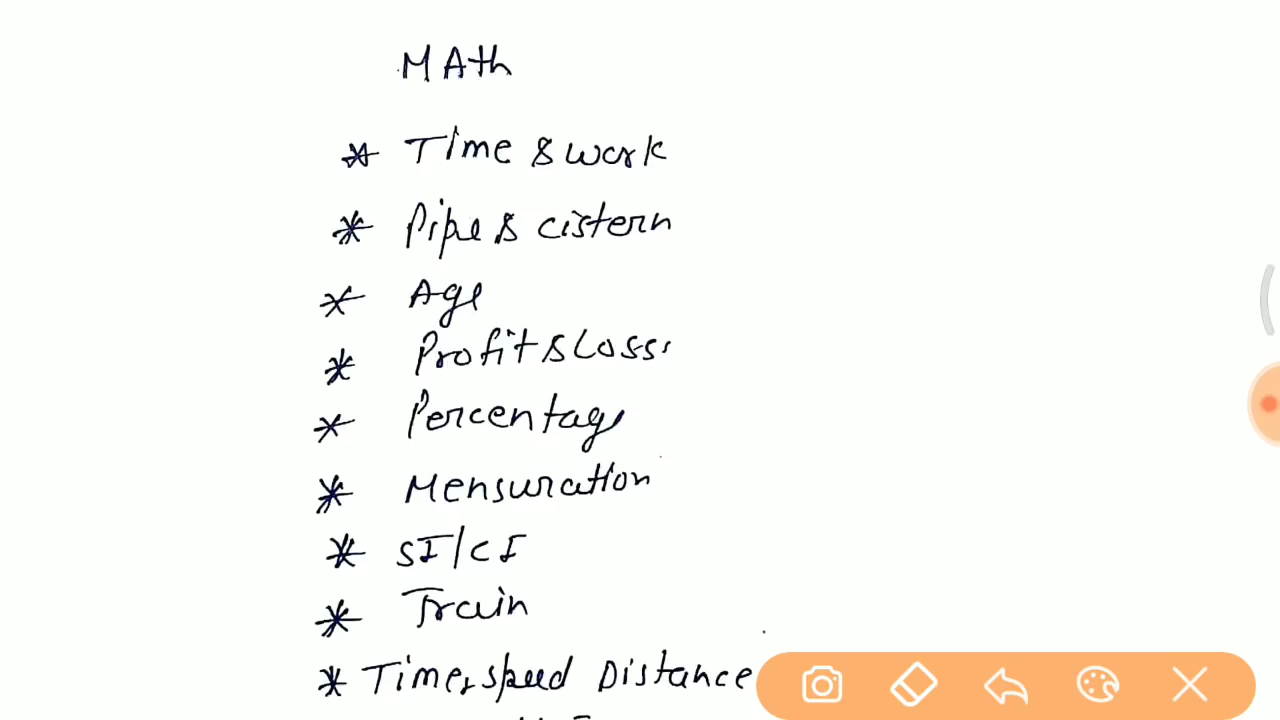 MAth
* Time & work
* Pipe & cistern
* Age
* Profit & Loss
* Percentage
* Mensuration
* SI/CI
* Train
* Time & speed Distance